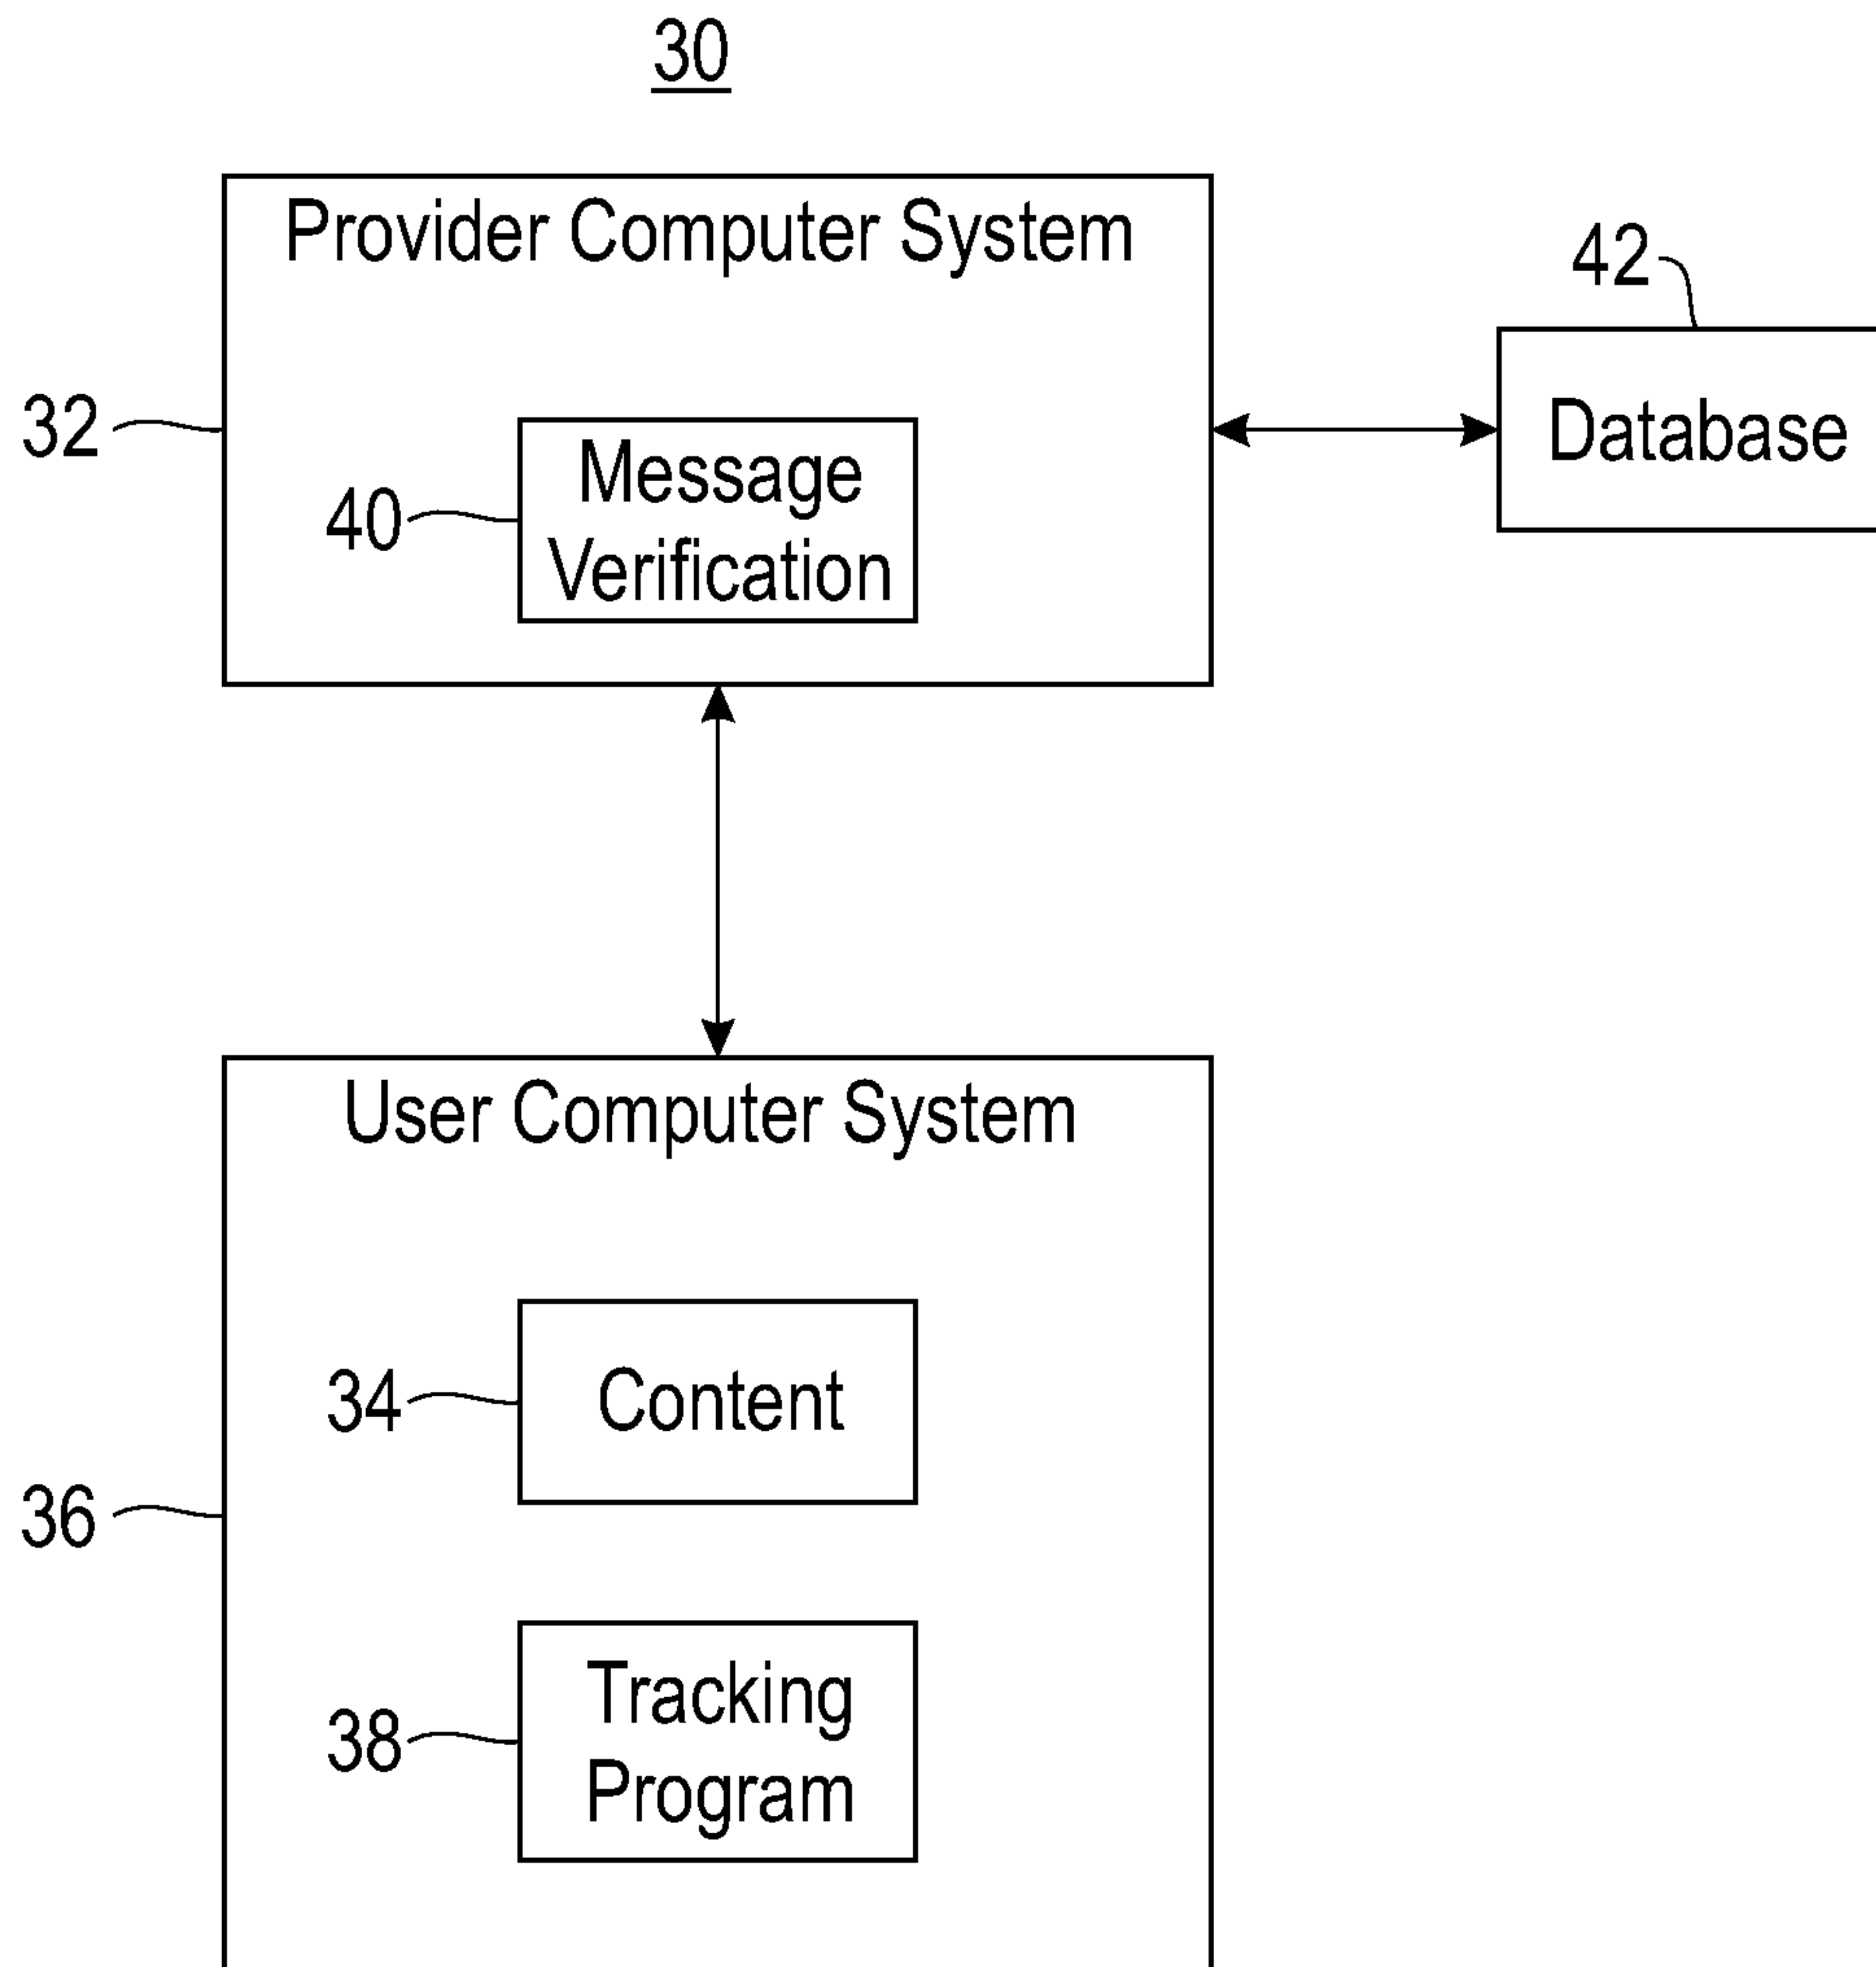 30
Provider Computer System
42
Database
32
Message
40
Verification
User Computer System
34
Content
36
Tracking
38
Program